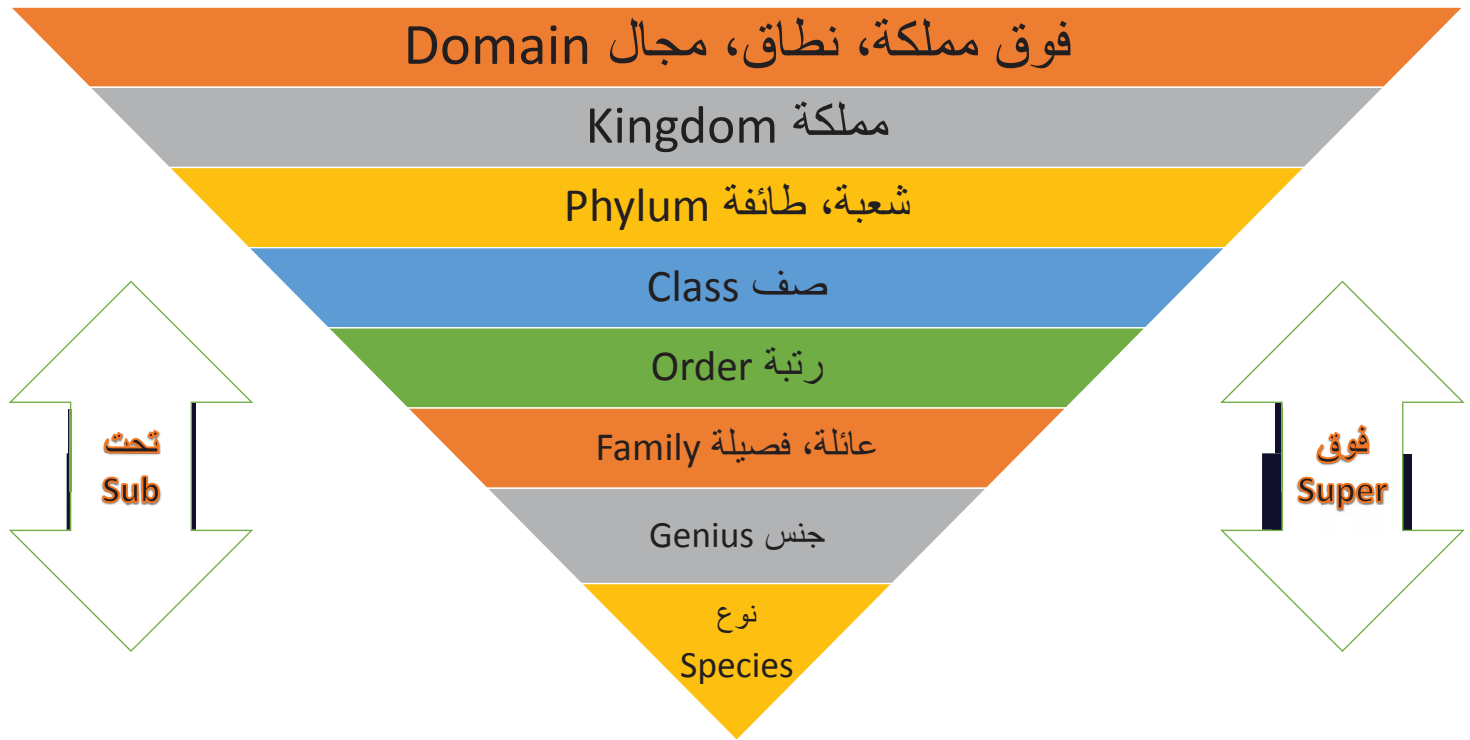 فوق مملكة، نطاق، مجال Domain
مملكة Kingdom
شعبة، طائفة Phylum
صف Class
رتبة Order
عائلة، فصيلة Family
جنس Genius
نوع
Species
تحت
Sub
فوق
Super